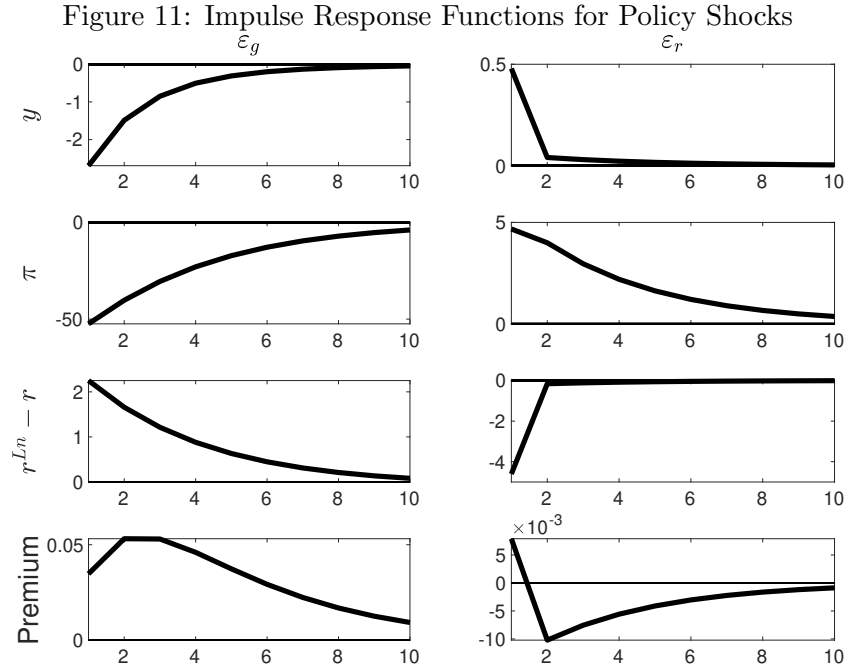 Figure 11: Impulse Response Functions for Policy Shocks
ε_g
ε_r
y
0
-1
-2
2 4 6 8 10
0.5
0
2 4 6 8 10
π
0
-50
2 4 6 8 10
5
0
2 4 6 8 10
r^{Ln} − r
2
1
0
2 4 6 8 10
0
-2
-4
2 4 6 8 10
Premium
0.05
0
2 4 6 8 10
×10^{-3}
5
0
-5
-10
2 4 6 8 10